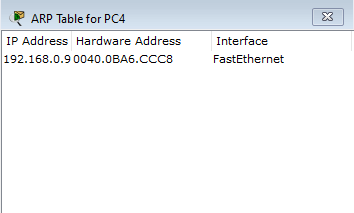 ARP Table for PC4
IP Address Hardware Address Interface
192.168.0.9 0040.0BA6.CCC8 FastEthernet